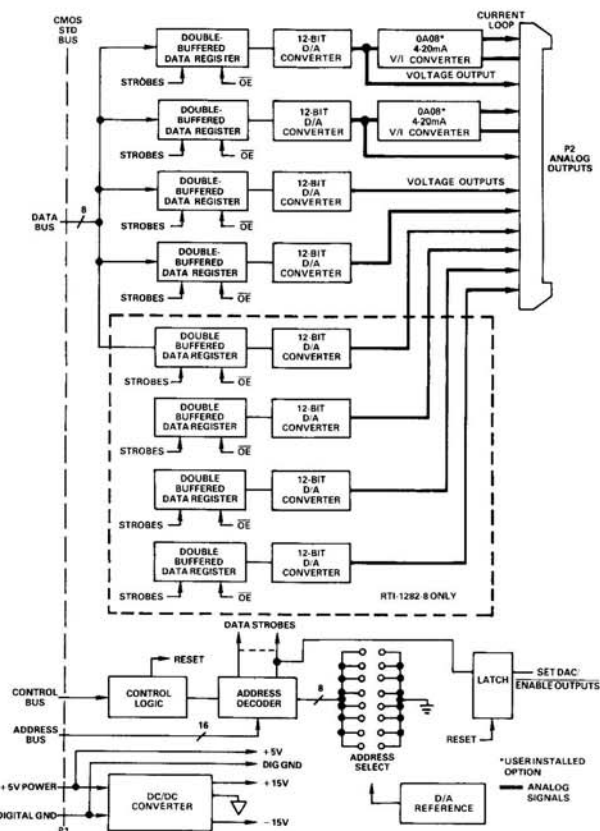 CMOS
STD
BUS
DOUBLE-
BUFFERED
DATA REGISTER
12-BIT
D/A
CONVERTER
0A08*
4-20mA
V/I CONVERTER
CURRENT
LOOP
STROBES
OE
VOLTAGE OUTPUT
DOUBLE-
BUFFERED
DATA REGISTER
12-BIT
D/A
CONVERTER
0A08*
4-20mA
V/I CONVERTER
STROBES
OE
P2
ANALOG
OUTPUTS
DOUBLE-
BUFFERED
DATA REGISTER
12-BIT
D/A
CONVERTER
VOLTAGE OUTPUTS
STROBES
OE
DATA
BUS
8
DOUBLE-
BUFFERED
DATA REGISTER
12-BIT
D/A
CONVERTER
STROBES
OE
DOUBLE
BUFFERED
DATA REGISTER
12-BIT
D/A
CONVERTER
STROBES
OE
DOUBLE
BUFFERED
DATA REGISTER
12-BIT
D/A
CONVERTER
STROBES
OE
DOUBLE
BUFFERED
DATA REGISTER
12-BIT
D/A
CONVERTER
STROBES
OE
DOUBLE
BUFFERED
DATA REGISTER
12-BIT
D/A
CONVERTER
STROBES
OE
RTI-1282-8 ONLY
DATA STROBES
RESET
CONTROL
BUS
CONTROL
LOGIC
ADDRESS
DECODER
8
LATCH
SET DAC/
ENABLE OUTPUTS
ADDRESS
BUS
16
RESET
ADDRESS
SELECT
+5V
DIG GND
+5V POWER
DC/DC
CONVERTER
+15V
-15V
DIGITAL GND
P1
D/A
REFERENCE
*USER INSTALLED
OPTION
ANALOG
SIGNALS